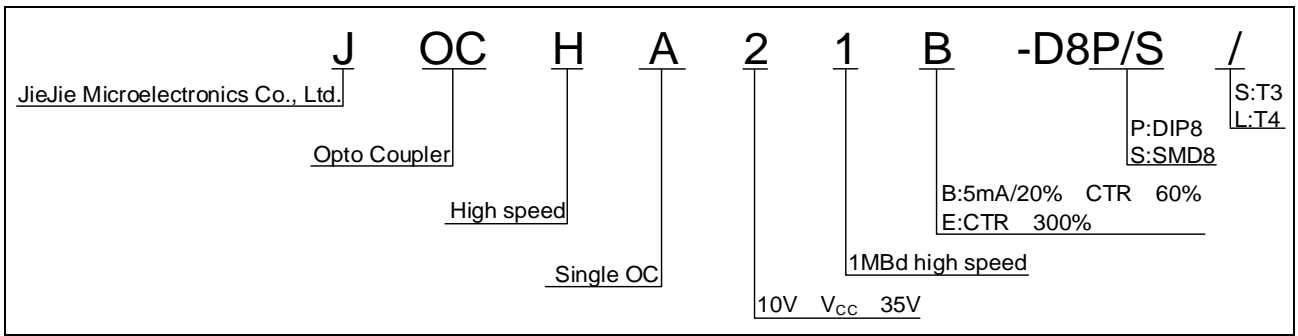 J OC H A 2 1 B -D8P/S /
JieJie Microelectronics Co., Ltd.
S:T3
L:T4
P:DIP8
S:SMD8
Opto Coupler
B:5mA/20% CTR 60%
E:CTR 300%
High speed
1MBd high speed
Single OC
10V VCC 35V